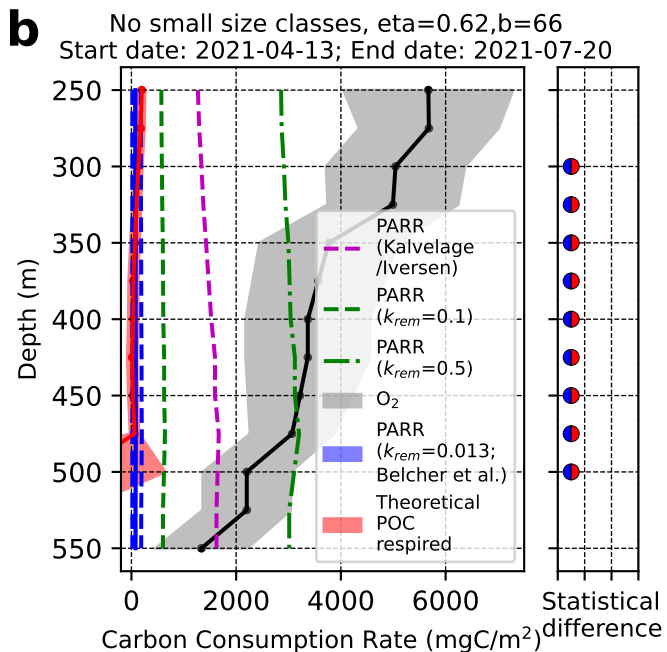 b
No small size classes, eta=0.62,b=66
Start date: 2021-04-13; End date: 2021-07-20
250
300
350
400
450
500
550
Depth (m)
0
2000
4000
6000
Carbon Consumption Rate (mgC/m²)
PARR
(Kalvelage
/Iversen)
PARR
(k_rem=0.1)
PARR
(k_rem=0.5)
O₂
PARR
(k_rem=0.013;
Belcher et al.)
Theoretical
POC
respired
Statistical
difference